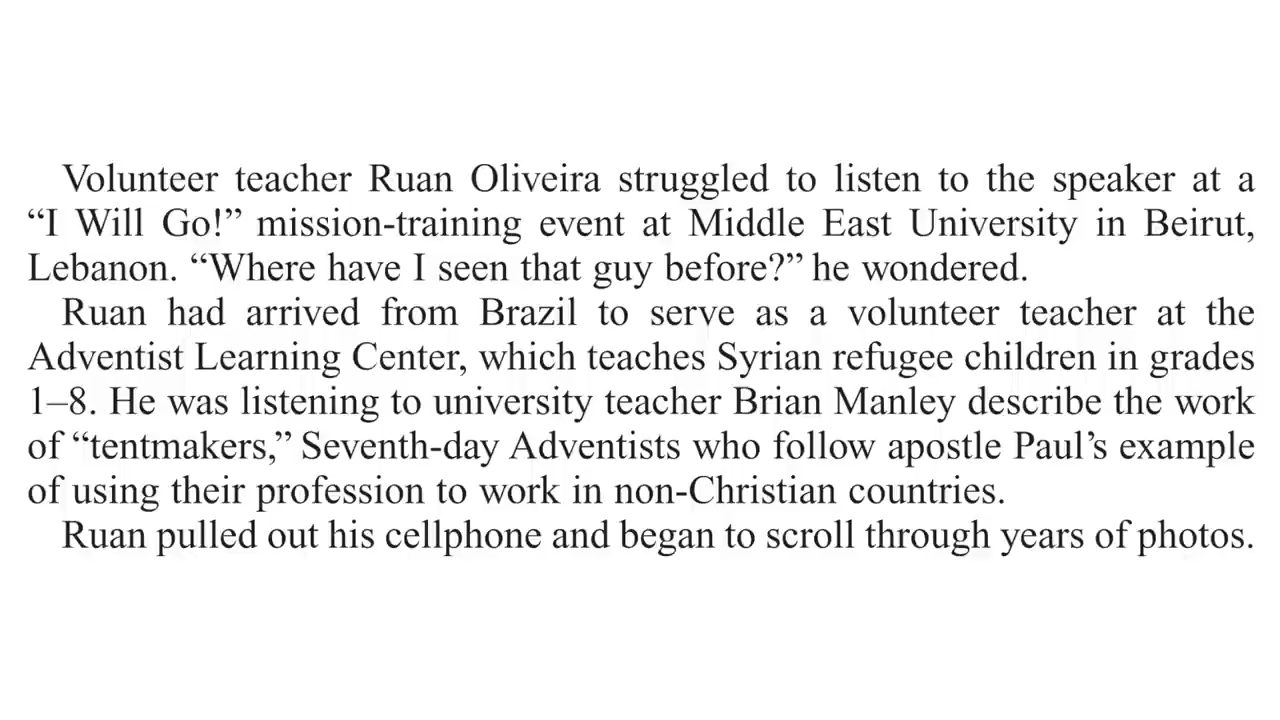 Volunteer teacher Ruan Oliveira struggled to listen to the speaker at a
“I Will Go!” mission-training event at Middle East University in Beirut,
Lebanon. “Where have I seen that guy before?” he wondered.
Ruan had arrived from Brazil to serve as a volunteer teacher at the
Adventist Learning Center, which teaches Syrian refugee children in grades
1–8. He was listening to university teacher Brian Manley describe the work
of “tentmakers,” Seventh-day Adventists who follow apostle Paul’s example
of using their profession to work in non-Christian countries.
Ruan pulled out his cellphone and began to scroll through years of photos.